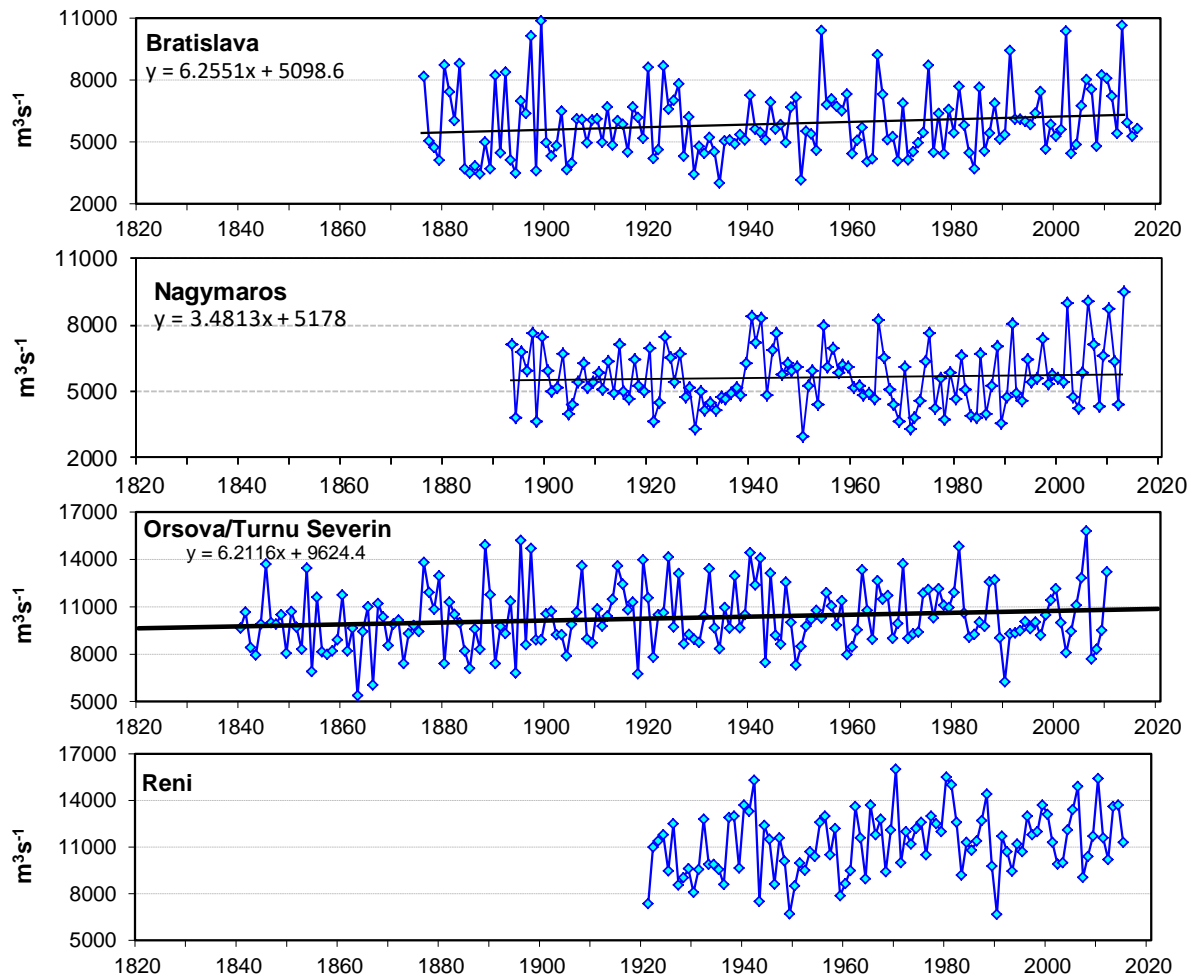 11000
Bratislava
y = 6.2551x + 5098.6
8000
m³s⁻¹
5000
2000
1820 1840 1860 1880 1900 1920 1940 1960 1980 2000 2020
11000
Nagymaros
y = 3.4813x + 5178
8000
m³s⁻¹
5000
2000
1820 1840 1860 1880 1900 1920 1940 1960 1980 2000 2020
17000
Orsova/Turnu Severin
y = 6.2116x + 9624.4
14000
m³s⁻¹
11000
8000
5000
1820 1840 1860 1880 1900 1920 1940 1960 1980 2000 2020
17000
Reni
14000
m³s⁻¹
11000
8000
5000
1820 1840 1860 1880 1900 1920 1940 1960 1980 2000 2020